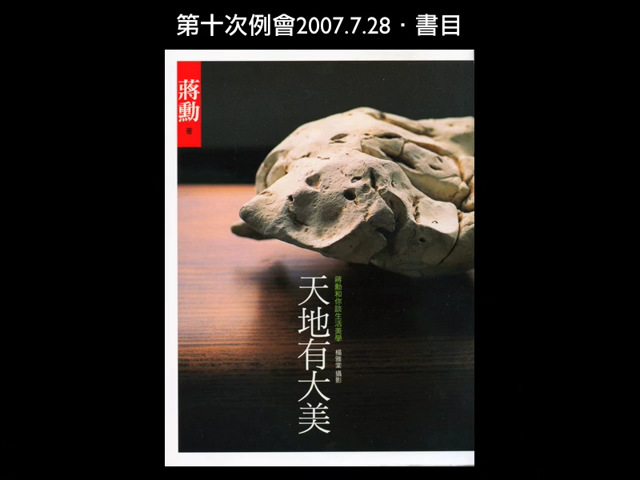 第十次例會2007.7.28．書目
蔣勳
著
天地有大美
蔣勳和你談生活美學
楊雅棠 攝影